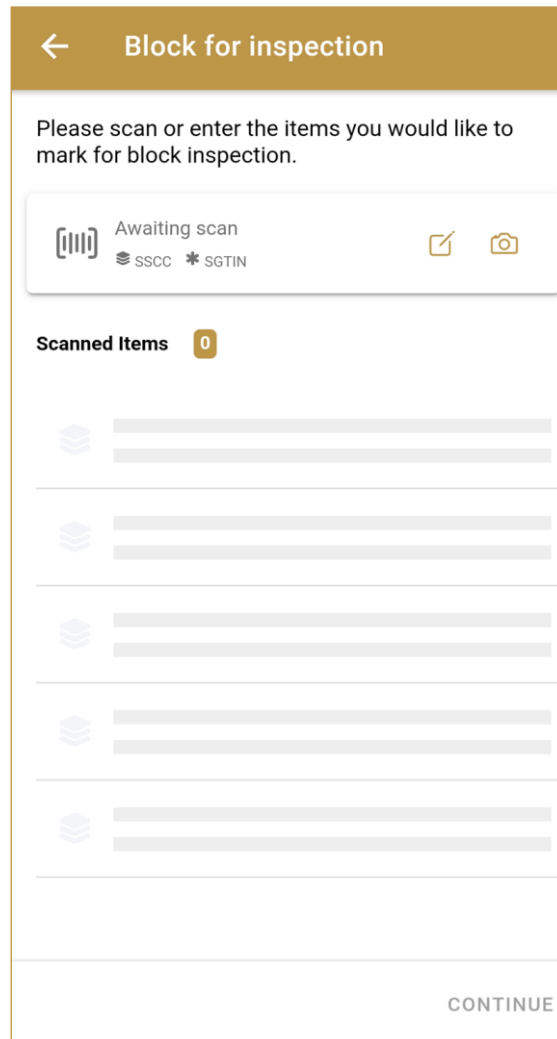 Block for inspection
Please scan or enter the items you would like to
mark for block inspection.
Awaiting scan
SSCC SGTIN
Scanned Items 0
CONTINUE